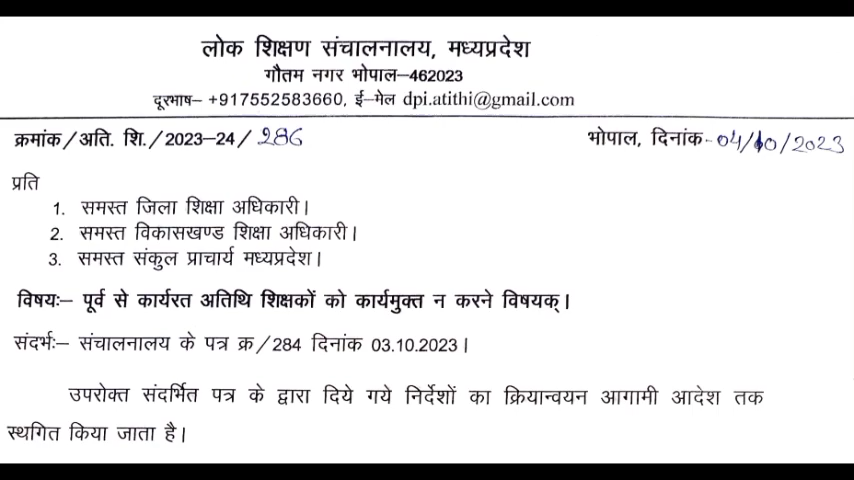 लोक शिक्षण संचालनालय, मध्यप्रदेश
गौतम नगर भोपाल–462023
दूरभाष– +917552583660, ई–मेल dpi.atithi@gmail.com
क्रमांक/अति. शि./2023–24/286 भोपाल, दिनांक-04/10/2023
प्रति
1. समस्त जिला शिक्षा अधिकारी।
2. समस्त विकासखण्ड शिक्षा अधिकारी।
3. समस्त संकुल प्राचार्य मध्यप्रदेश।
विषयः– पूर्व से कार्यरत अतिथि शिक्षकों को कार्यमुक्त न करने विषयक्।
संदर्भः– संचालनालय के पत्र क्र/284 दिनांक 03.10.2023।
उपरोक्त संदर्भित पत्र के द्वारा दिये गये निर्देशों का क्रियान्वयन आगामी आदेश तक
स्थगित किया जाता है।